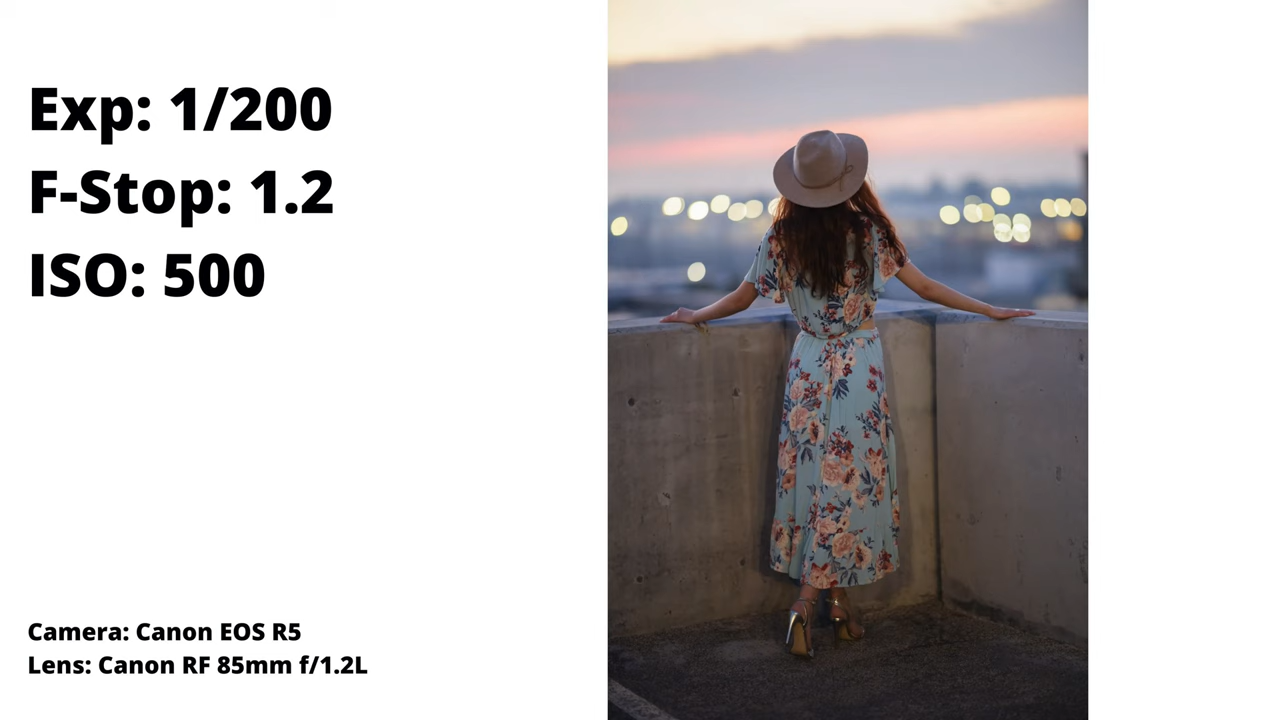 Exp: 1/200
F-Stop: 1.2
ISO: 500
Camera: Canon EOS R5
Lens: Canon RF 85mm f/1.2L